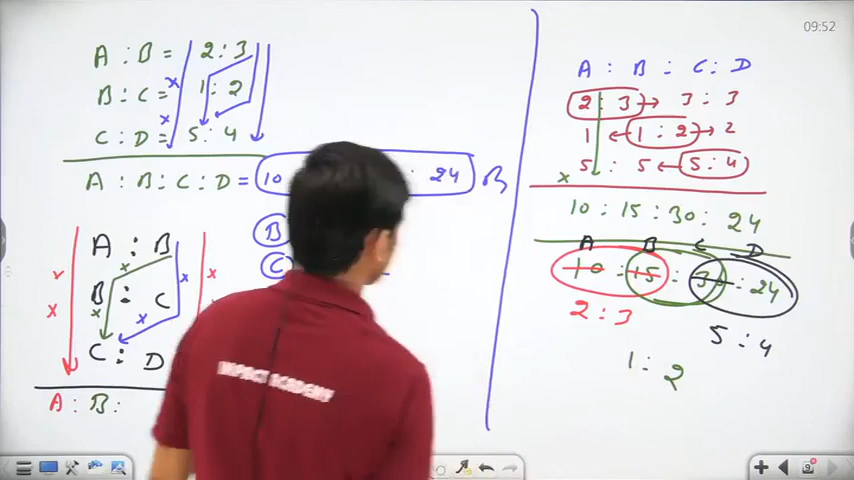 09:52
A : B = 2 : 3
B : C = 1 : 2
C : D = 5 : 4
A : B : C : D = 10 : 24
A : B
B : C
C : D
A : B :
B
C
A : B : C : D
2 : 3 → 3 : 3
1 ← 1 : 2 → 2
5 : 5 ← 5 : 4
10 : 15 : 30 : 24
A B C D
10 : 15 : 30 : 24
2 : 3
5 : 4
1 : 2
IMPACT ACADEMY
9